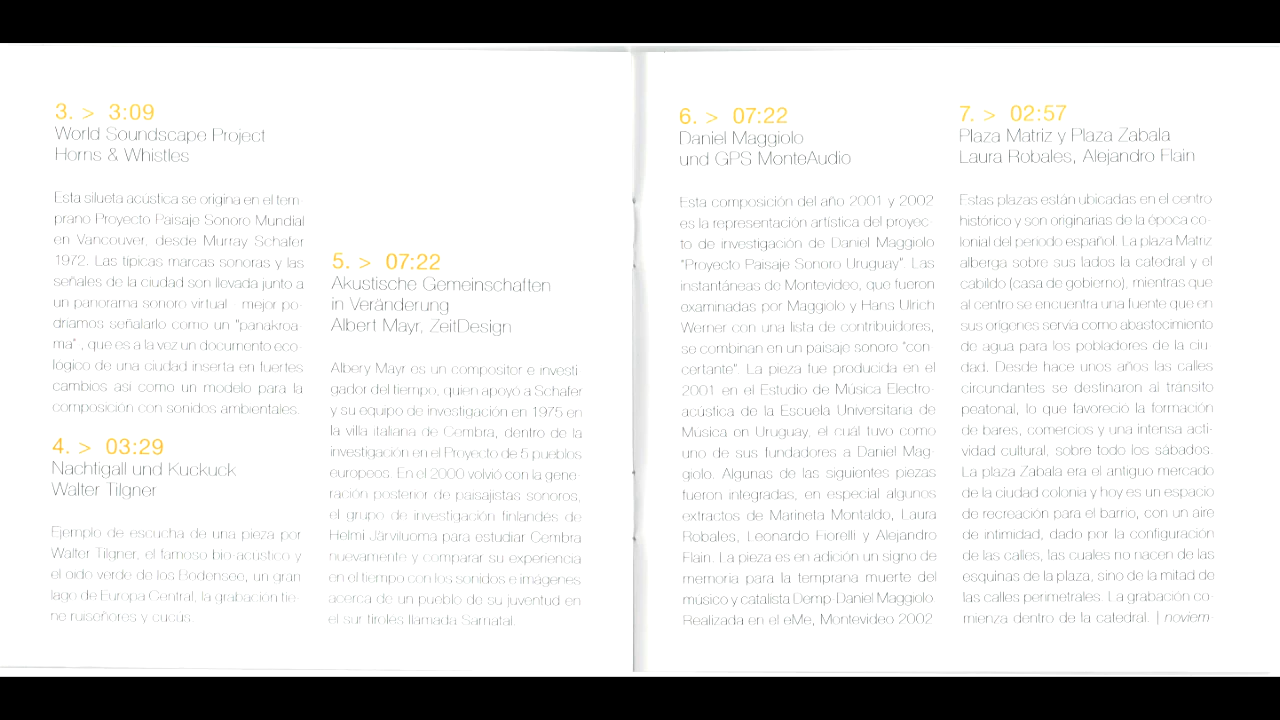 3. > 3:09
World Soundscape Project
Horns & Whistles
Esta silueta acústica se origina en el tem-
prano Proyecto Paisaje Sonoro Mundial
en Vancouver, desde Murray Schafer
1972. Las típicas marcas sonoras y las
señales de la ciudad son llevada junto a
un panorama sonoro virtual mejor po-
dríamos señalarlo como un "panakroa-
ma" , que es a la vez un documento eco-
lógico de una ciudad inserta en fuertes
cambios así como un modelo para la
composición con sonidos ambientales.
4. > 03:29
Nachtigall und Kuckuck
Walter Tilgner
Ejemplo de escucha de una pieza por
Walter Tilgner, el famoso bio-acústico y
el oído verde de los Bodensee, un gran
lago de Europa Central, la grabación tie-
ne ruiseñores y cucús.
5. > 07:22
Akustische Gemeinschaften
in Veränderung
Albert Mayr, ZeitDesign
Albery Mayr es un compositor e investi
gador del tiempo, quien apoyó a Schafer
y su equipo de investigación en 1975 en
la villa italiana de Cembra, dentro de la
investigación en el Proyecto de 5 pueblos
europeos. En el 2000 volvió con la gene-
ración posterior de paisajistas sonoros,
el grupo de investigación finlandés de
Helmi Järviluoma para estudiar Cembra
nuevamente y comparar su experiencia
en el tiempo con los sonidos e imágenes
acerca de un pueblo de su juventud en
el sur tirolés llamada Sarnatal.
6. > 07:22
Daniel Maggiolo
und GPS MonteAudio
Esta composición del año 2001 y 2002
es la representación artística del proyec-
to de investigación de Daniel Maggiolo
"Proyecto Paisaje Sonoro Uruguay". Las
instantáneas de Montevideo, que fueron
examinadas por Maggiolo y Hans Ulrich
Werner con una lista de contribuidores,
se combinan en un paisaje sonoro "con-
certante" La pieza fue producida en el
2001 en el Estudio de Música Electro-
acústica de la Escuela Universitaria de
Música en Uruguay, el cuál tuvo como
uno de sus fundadores a Daniel Mag-
giolo. Algunas de las siguientes piezas
fueron integradas, en especial algunos
extractos de Marineta Montaldo, Laura
Robales, Leonardo Fiorelli y Alejandro
Flain. La pieza es en adición un signo de
memoria para la temprana muerte del
músico y catalista Demp Daniel Maggiolo.
Realizada en el eMe, Montevideo 2002
7. > 02:57
Plaza Matriz y Plaza Zabala
Laura Robales, Alejandro Flain
Estas plazas están ubicadas en el centro
histórico y son originarias de la época co-
lonial del periodo español. La plaza Matriz
alberga sobre sus lados la catedral y el
cabildo (casa de gobierno), mientras que
al centro se encuentra una fuente que en
sus orígenes servía como abastecimiento
de agua para los pobladores de la ciu
dad. Desde hace unos años las calles
circundantes se destinaron al tránsito
peatonal, lo que favoreció la formación
de bares, comercios y una intensa acti-
vidad cultural, sobre todo los sábados.
La plaza Zabala era el antiguo mercado
de la ciudad colonia y hoy es un espacio
de recreación para el barrio, con un aire
de intimidad, dado por la configuración
de las calles, las cuales no nacen de las
esquinas de la plaza, sino de la mitad de
las calles perimetrales. La grabación co-
mienza dentro de la catedral. | noviem